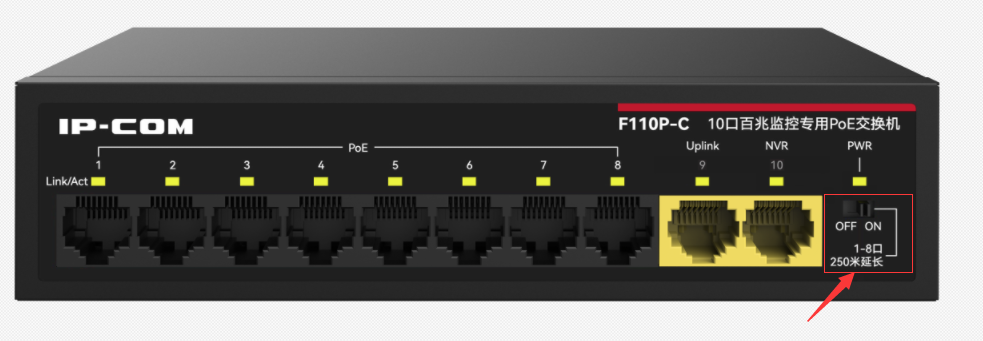 IP-COM
F110P-C 10口百兆监控专用PoE交换机
PoE
Uplink NVR PWR
1 2 3 4 5 6 7 8 9 10
Link/Act
OFF ON
1-8口
250米延长